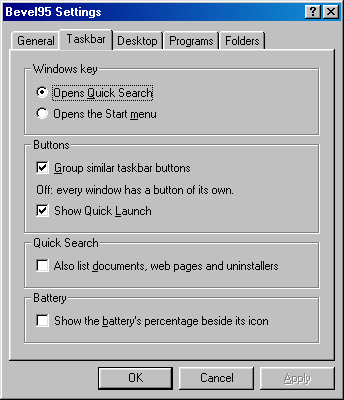 Bevel95 Settings
General Taskbar Desktop Programs Folders
Windows key
Opens Quick Search
Opens the Start menu
Buttons
Group similar taskbar buttons
Off: every window has a button of its own.
Show Quick Launch
Quick Search
Also list documents, web pages and uninstallers
Battery
Show the battery's percentage beside its icon
OK Cancel Apply